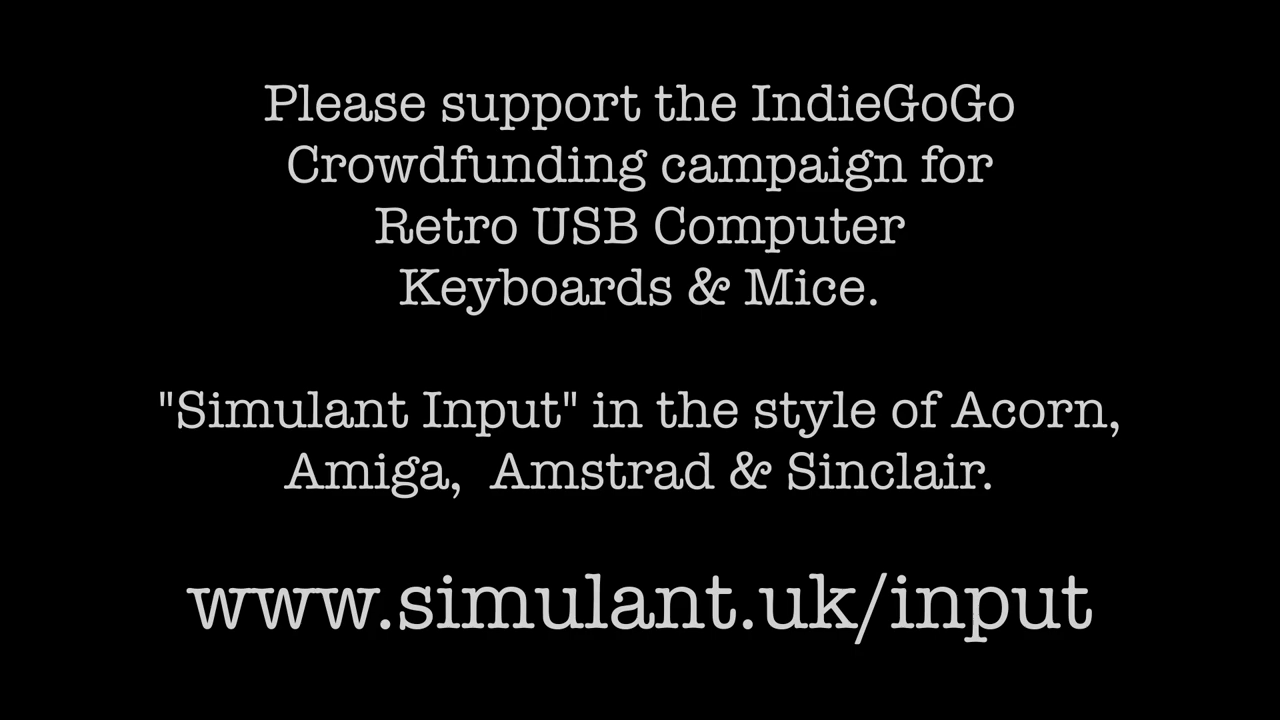 Please support the IndieGoGo
Crowdfunding campaign for
Retro USB Computer
Keyboards & Mice.
"Simulant Input" in the style of Acorn,
Amiga,  Amstrad & Sinclair.
www.simulant.uk/input